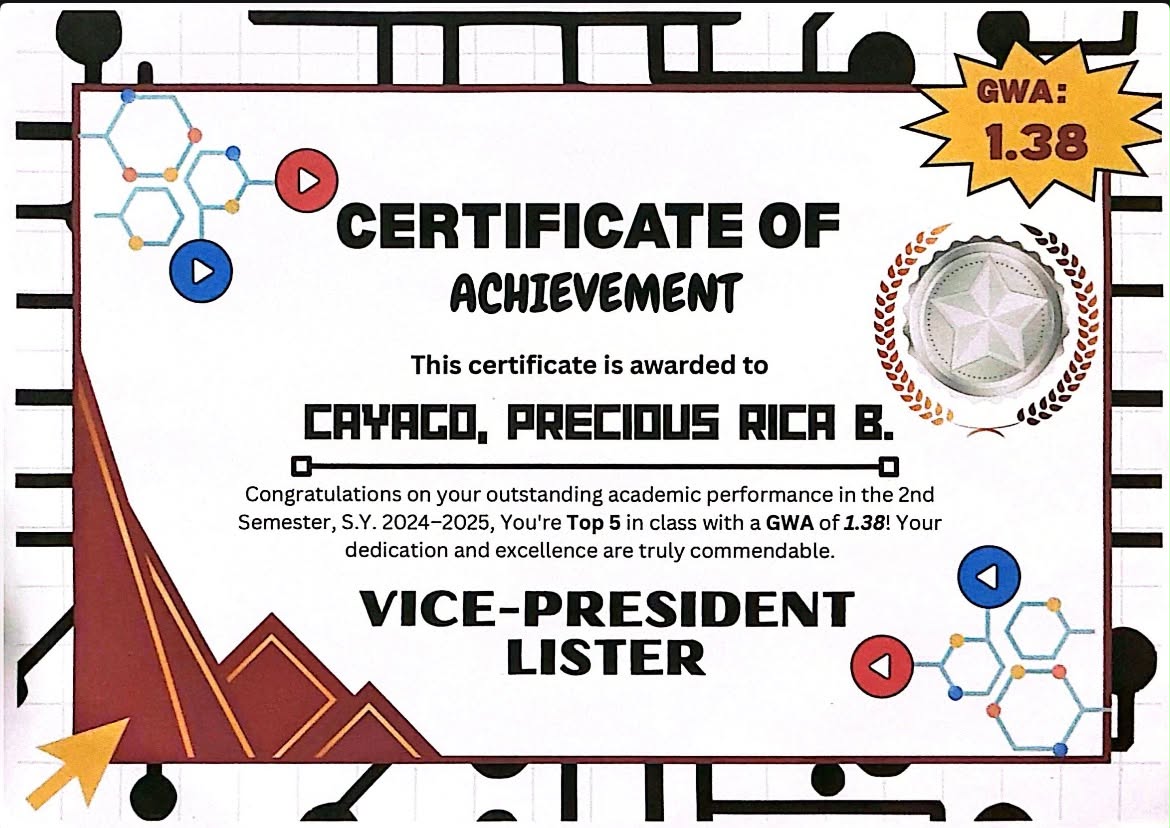 GWA:
1.38
CERTIFICATE OF
ACHIEVEMENT
This certificate is awarded to
CAYAGO, PRECIOUS RICA B.
Congratulations on your outstanding academic performance in the 2nd
Semester, S.Y. 2024–2025, You're Top 5 in class with a GWA of 1.38! Your
dedication and excellence are truly commendable.
VICE-PRESIDENT
LISTER